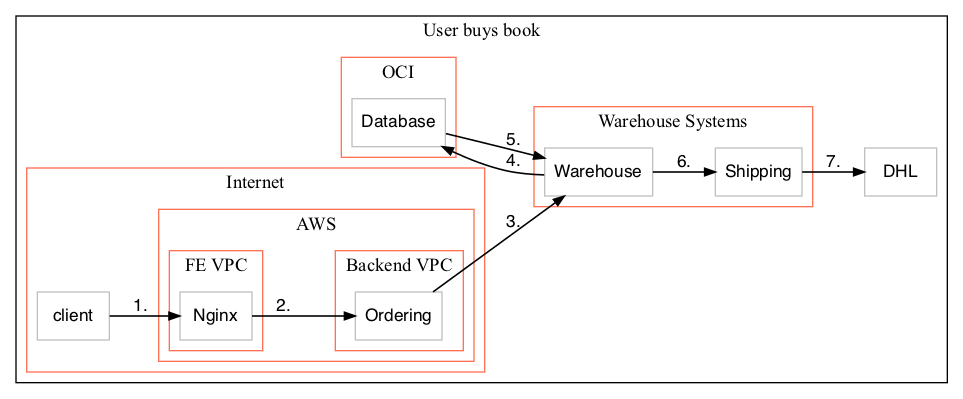 User buys book
OCI
Database
5.
4.
Warehouse Systems
Warehouse
6.
Shipping
7.
DHL
3.
Internet
AWS
FE VPC
Backend VPC
client
1.
Nginx
2.
Ordering